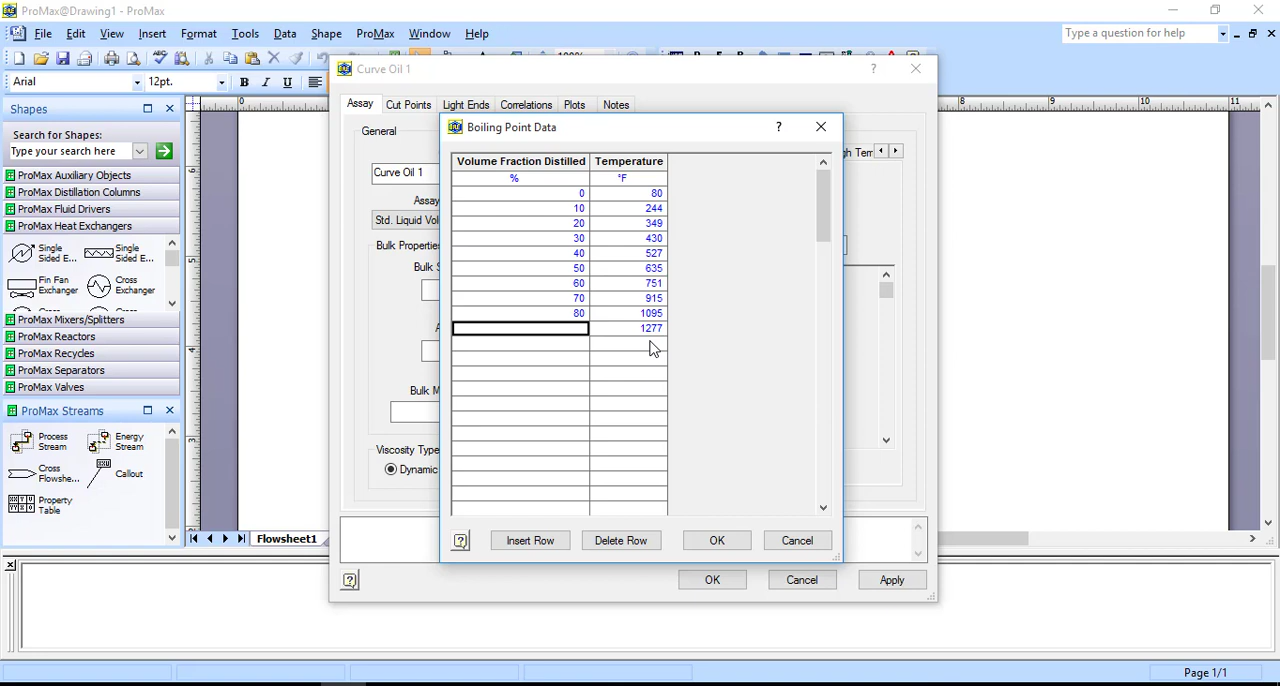 ProMax@Drawing1 - ProMax
File Edit View Insert Format Tools Data Shape ProMax Window Help
Type a question for help
Arial 12pt. B I U
Shapes
Search for Shapes:
Type your search here
ProMax Auxiliary Objects
ProMax Distillation Columns
ProMax Fluid Drivers
ProMax Heat Exchangers
Single Sided E...
Single Sided E...
Fin Fan Exchanger
Cross Exchanger
ProMax Mixers/Splitters
ProMax Reactors
ProMax Recycles
ProMax Separators
ProMax Valves
ProMax Streams
Process Stream
Energy Stream
Cross Flowshe...
Callout
Property Table
Curve Oil 1
Assay Cut Points Light Ends Correlations Plots Notes
General
Curve Oil 1
Assay
Std. Liquid Vol
Bulk Properties
Bulk
Bulk M
Viscosity Type
Dynamic
Boiling Point Data
Volume Fraction Distilled Temperature
% °F
0 80
10 244
20 349
30 430
40 527
50 635
60 751
70 915
80 1095
1277
Insert Row Delete Row OK Cancel
OK Cancel Apply
0 8 9 10 11
Flowsheet1
Page 1/1